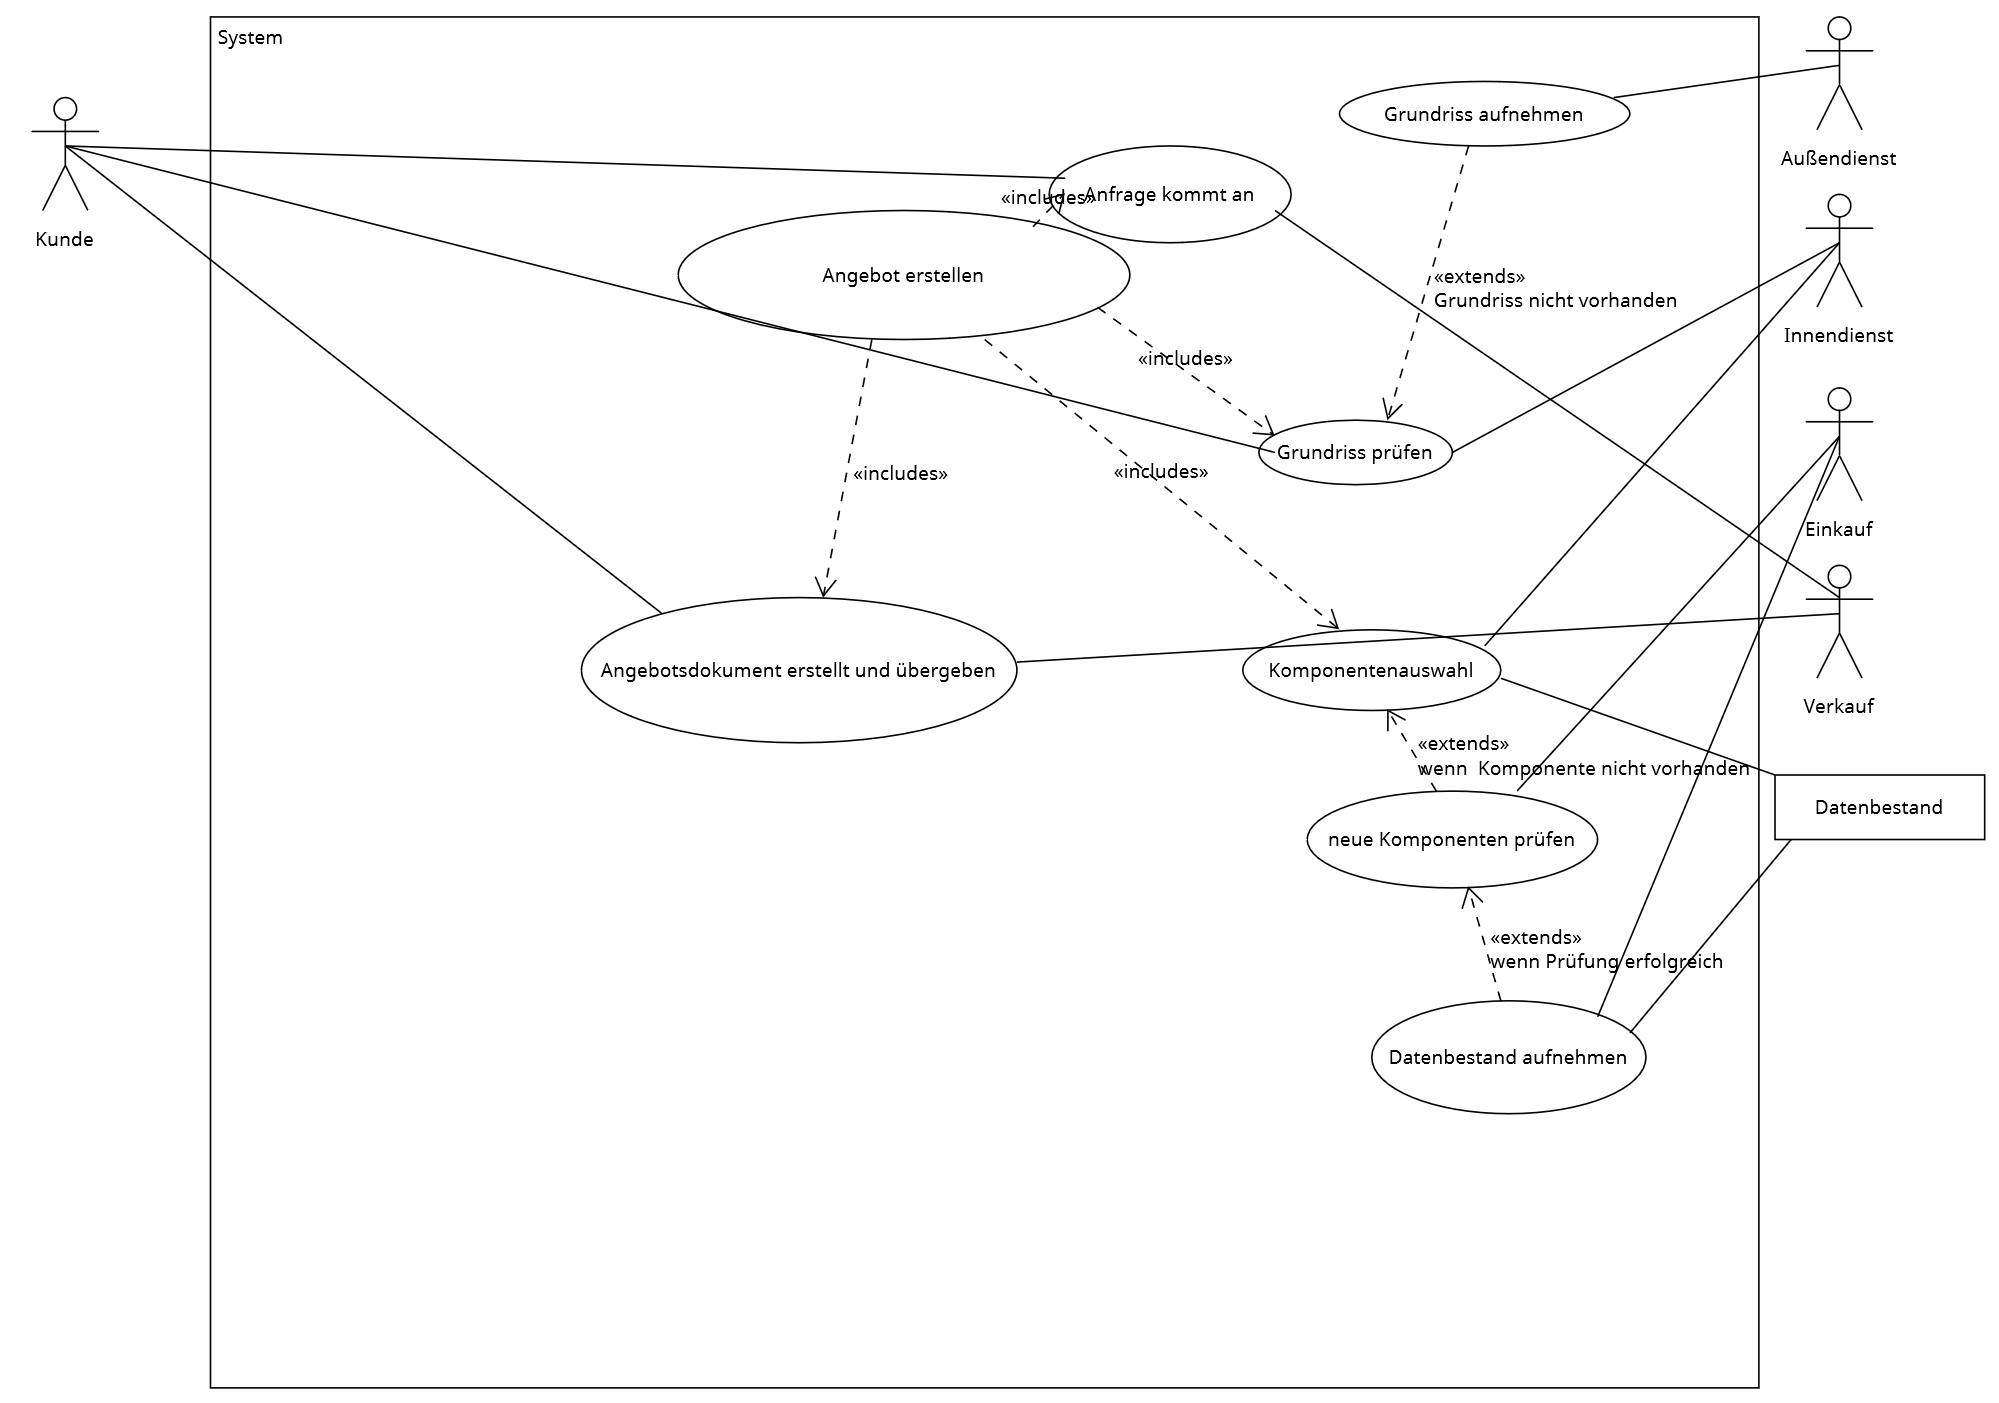 System
Grundriss aufnehmen
Außendienst
Kunde
«includes»
Anfrage kommt an
Angebot erstellen
«extends»
Grundriss nicht vorhanden
Innendienst
«includes»
Grundriss prüfen
«includes»
«includes»
Einkauf
Angebotsdokument erstellt und übergeben
Komponentenauswahl
Verkauf
«extends»
wenn  Komponente nicht vorhanden
Datenbestand
neue Komponenten prüfen
«extends»
wenn Prüfung erfolgreich
Datenbestand aufnehmen